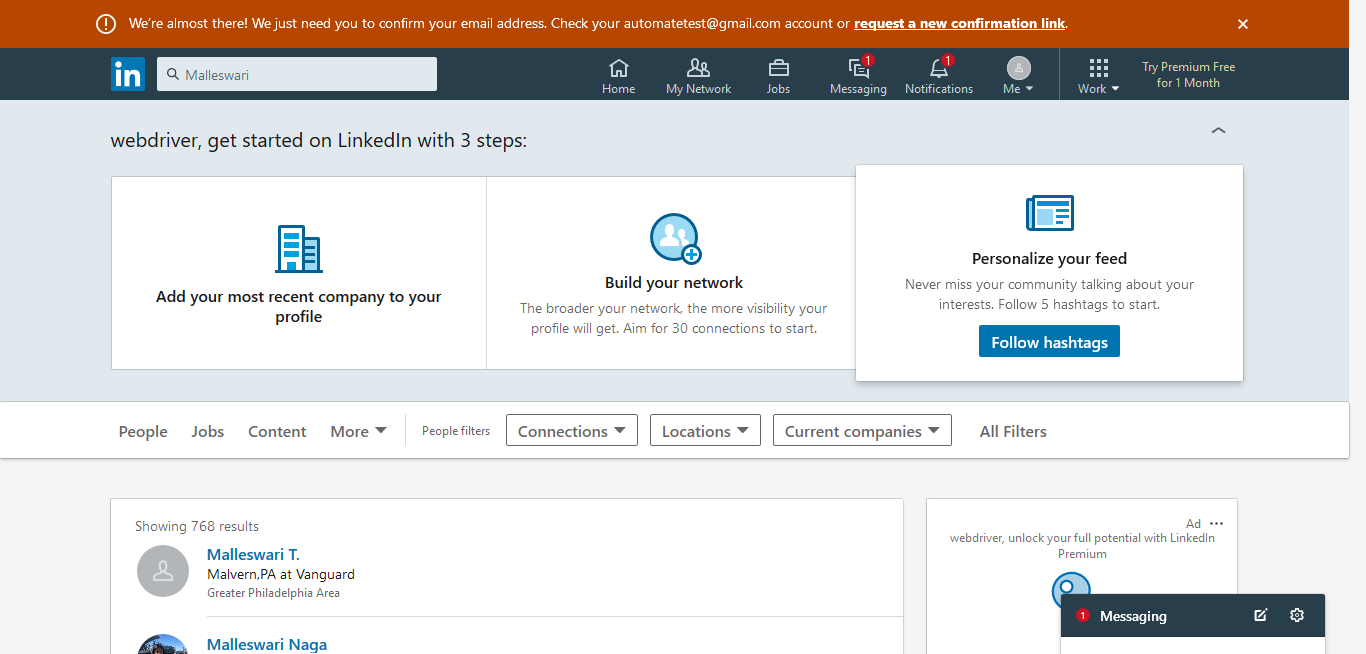 We're almost there! We just need you to confirm your email address. Check your automatetest@gmail.com account or request a new confirmation link.
in
Malleswari
Home
My Network
Jobs
1
Messaging
1
Notifications
Me
Work
Try Premium Free
for 1 Month
webdriver, get started on LinkedIn with 3 steps:
Add your most recent company to your
profile
Build your network
The broader your network, the more visibility your
profile will get. Aim for 30 connections to start.
Personalize your feed
Never miss your community talking about your
interests. Follow 5 hashtags to start.
Follow hashtags
People
Jobs
Content
More
People filters
Connections
Locations
Current companies
All Filters
Showing 768 results
Malleswari T.
Malvern,PA at Vanguard
Greater Philadelphia Area
Malleswari Naga
Ad
webdriver, unlock your full potential with LinkedIn
Premium
1 Messaging